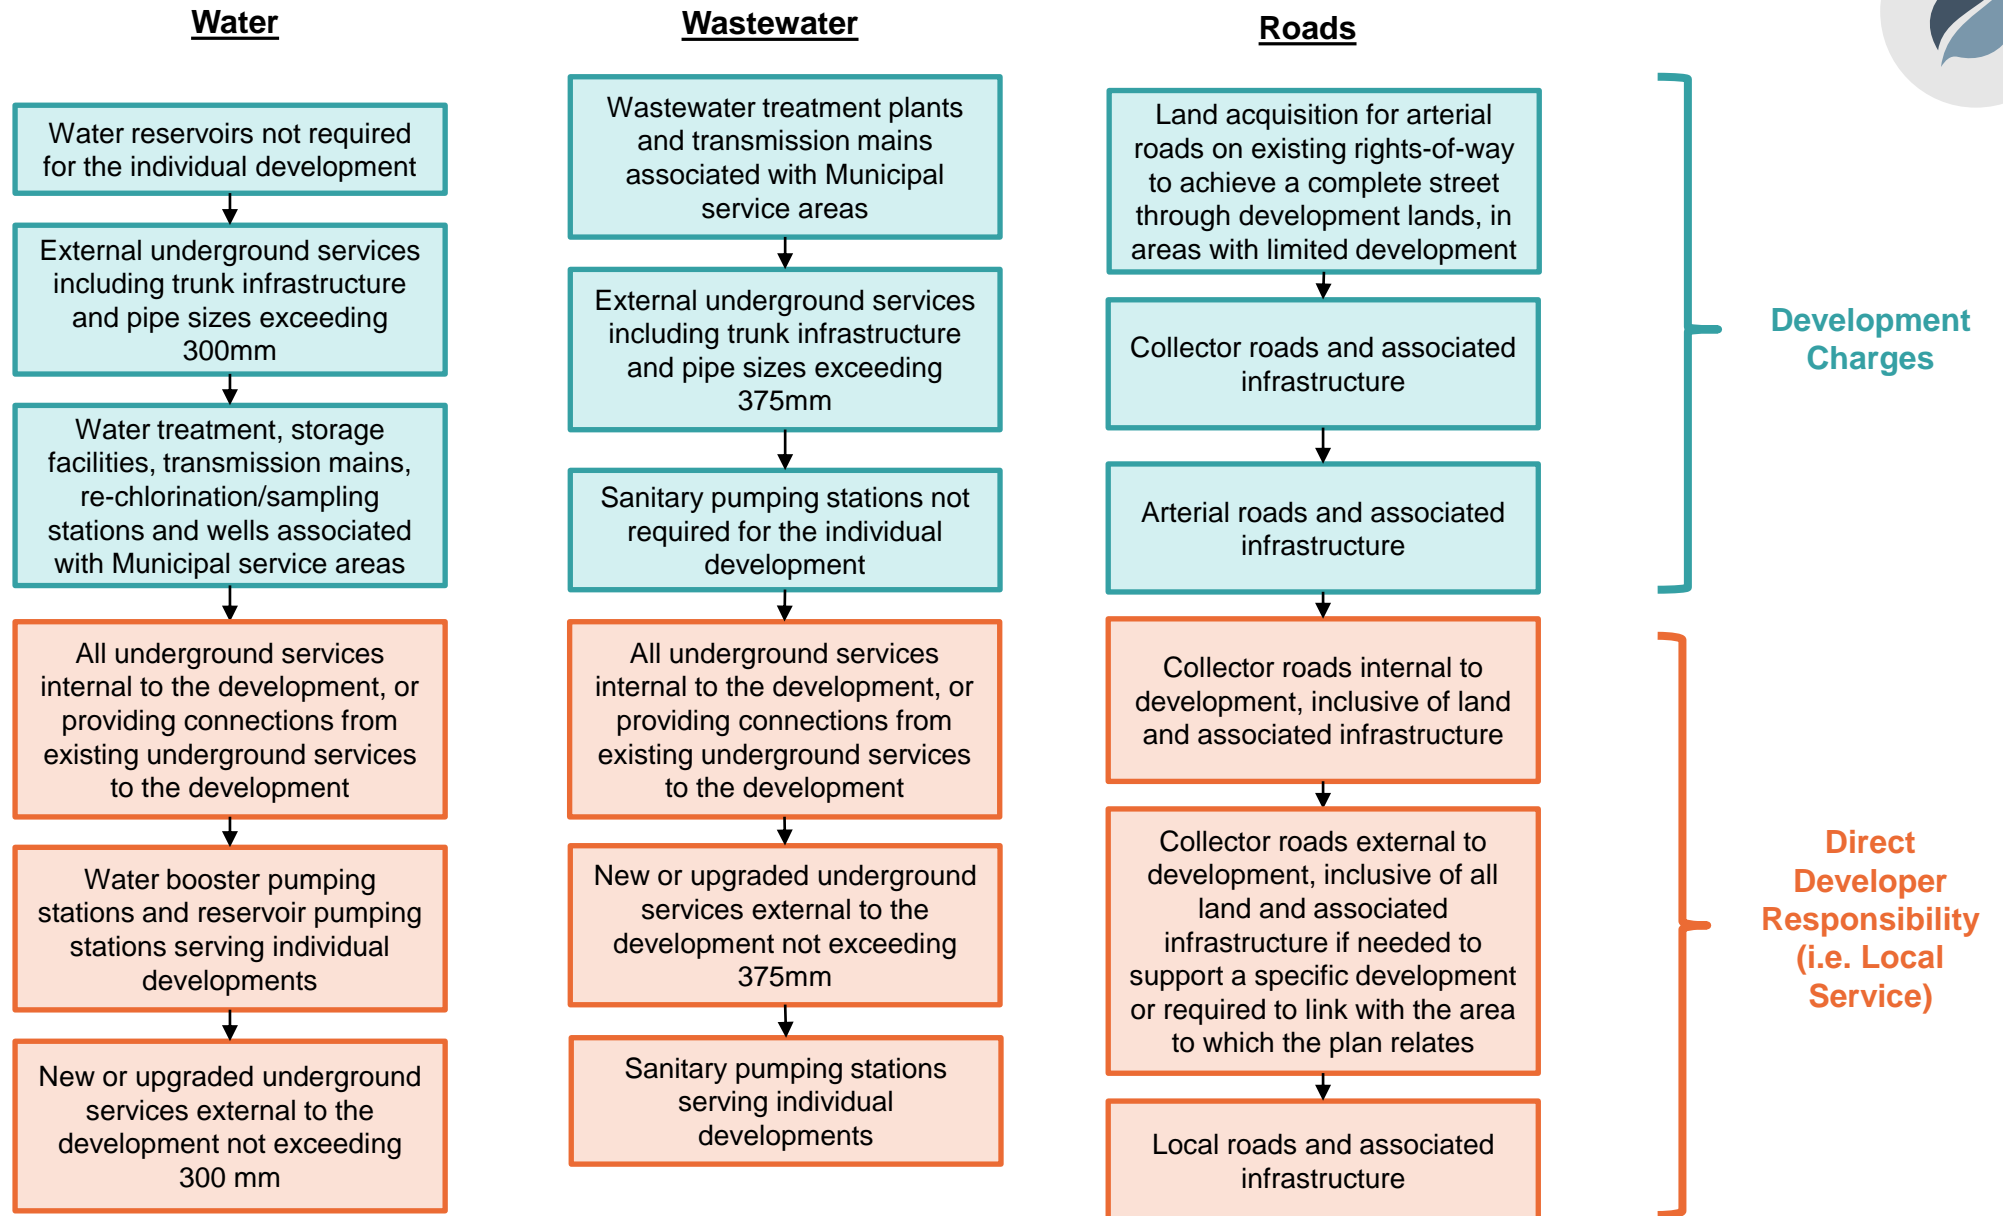 Water
Water reservoirs not required
for the individual development
External underground services
including trunk infrastructure
and pipe sizes exceeding
300mm
Water treatment, storage
facilities, transmission mains,
re-chlorination/sampling
stations and wells associated
with Municipal service areas
All underground services
internal to the development, or
providing connections from
existing underground services
to the development
Water booster pumping
stations and reservoir pumping
stations serving individual
developments
New or upgraded underground
services external to the
development not exceeding
300 mm
Wastewater
Wastewater treatment plants
and transmission mains
associated with Municipal
service areas
External underground services
including trunk infrastructure
and pipe sizes exceeding
375mm
Sanitary pumping stations not
required for the individual
development
All underground services
internal to the development, or
providing connections from
existing underground services
to the development
New or upgraded underground
services external to the
development not exceeding
375mm
Sanitary pumping stations
serving individual
developments
Roads
Land acquisition for arterial
roads on existing rights-of-way
to achieve a complete street
through development lands, in
areas with limited development
Collector roads and associated
infrastructure
Arterial roads and associated
infrastructure
Collector roads internal to
development, inclusive of land
and associated infrastructure
Collector roads external to
development, inclusive of all
land and associated
infrastructure if needed to
support a specific development
or required to link with the area
to which the plan relates
Local roads and associated
infrastructure
Development
Charges
Direct
Developer
Responsibility
(i.e. Local
Service)